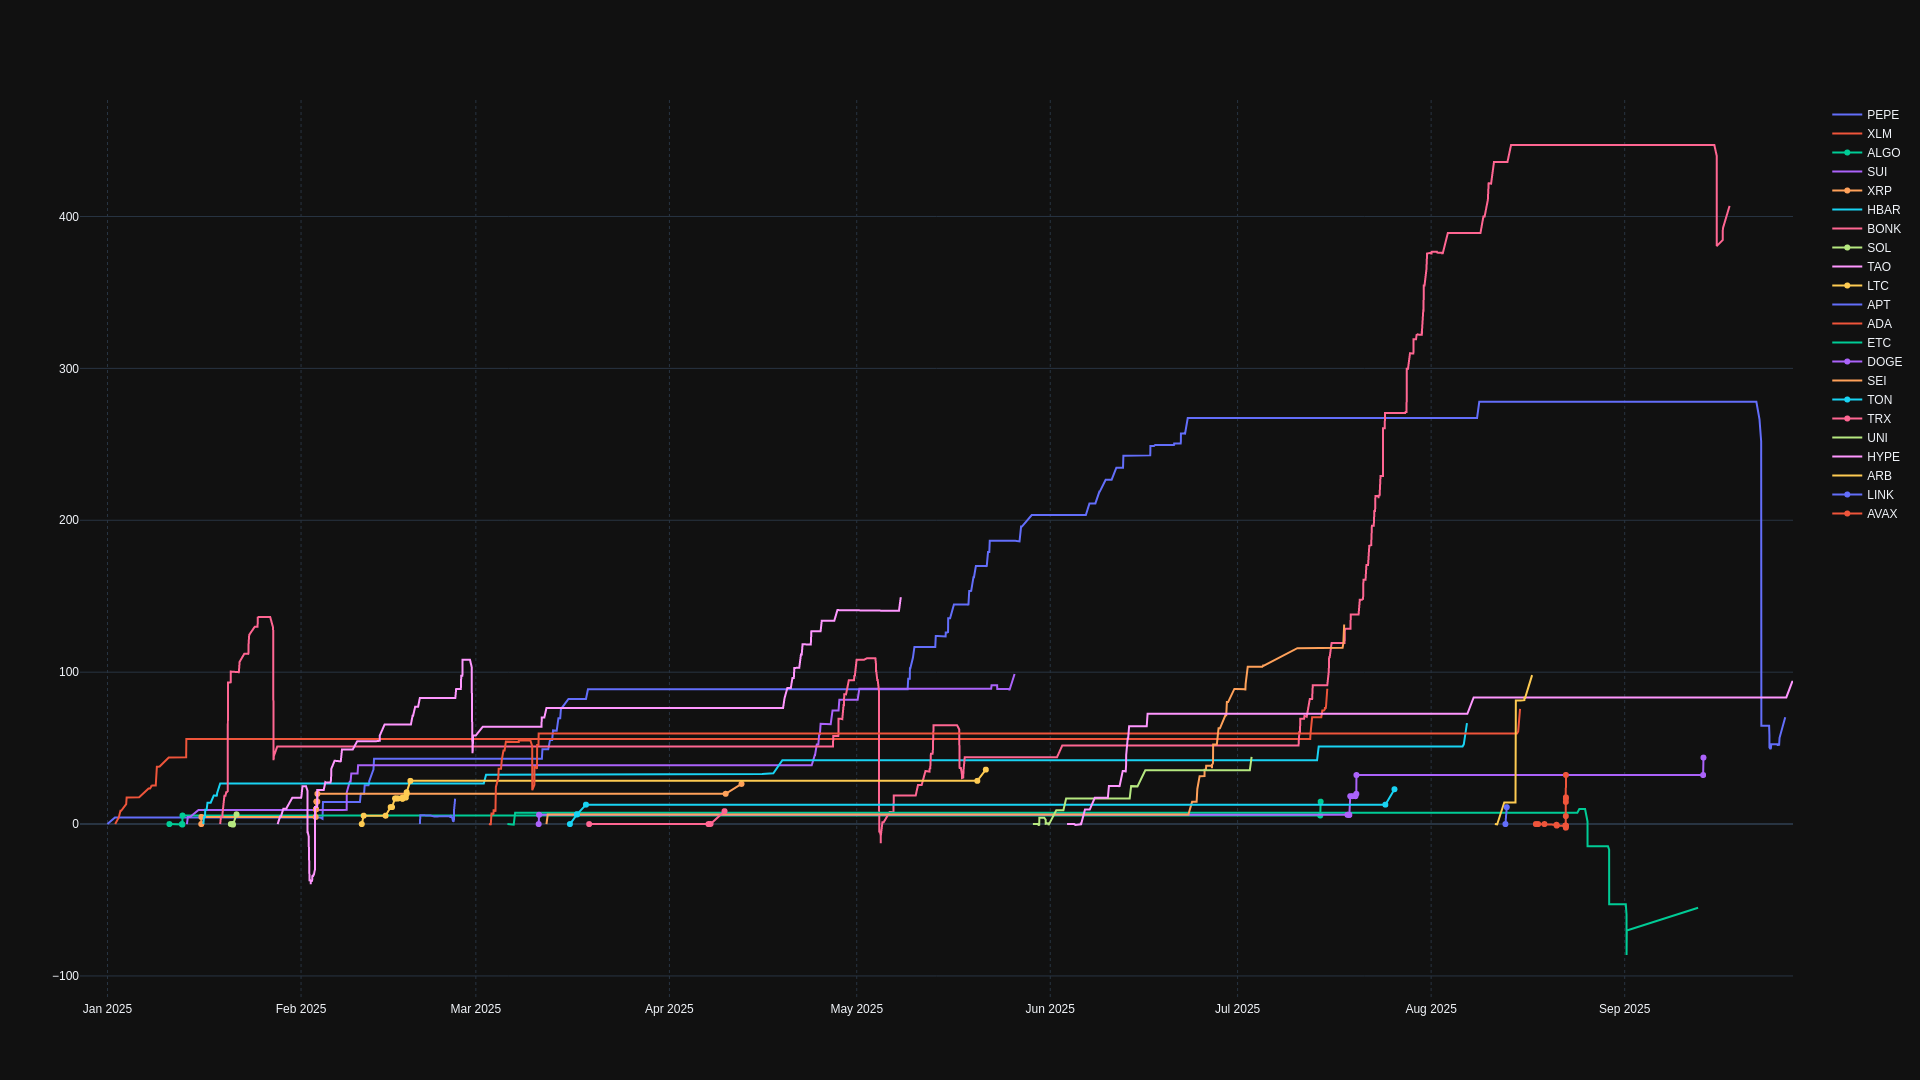 400
300
200
100
0
−100
Jan 2025
Feb 2025
Mar 2025
Apr 2025
May 2025
Jun 2025
Jul 2025
Aug 2025
Sep 2025
PEPE
XLM
ALGO
SUI
XRP
HBAR
BONK
SOL
TAO
LTC
APT
ADA
ETC
DOGE
SEI
TON
TRX
UNI
HYPE
ARB
LINK
AVAX